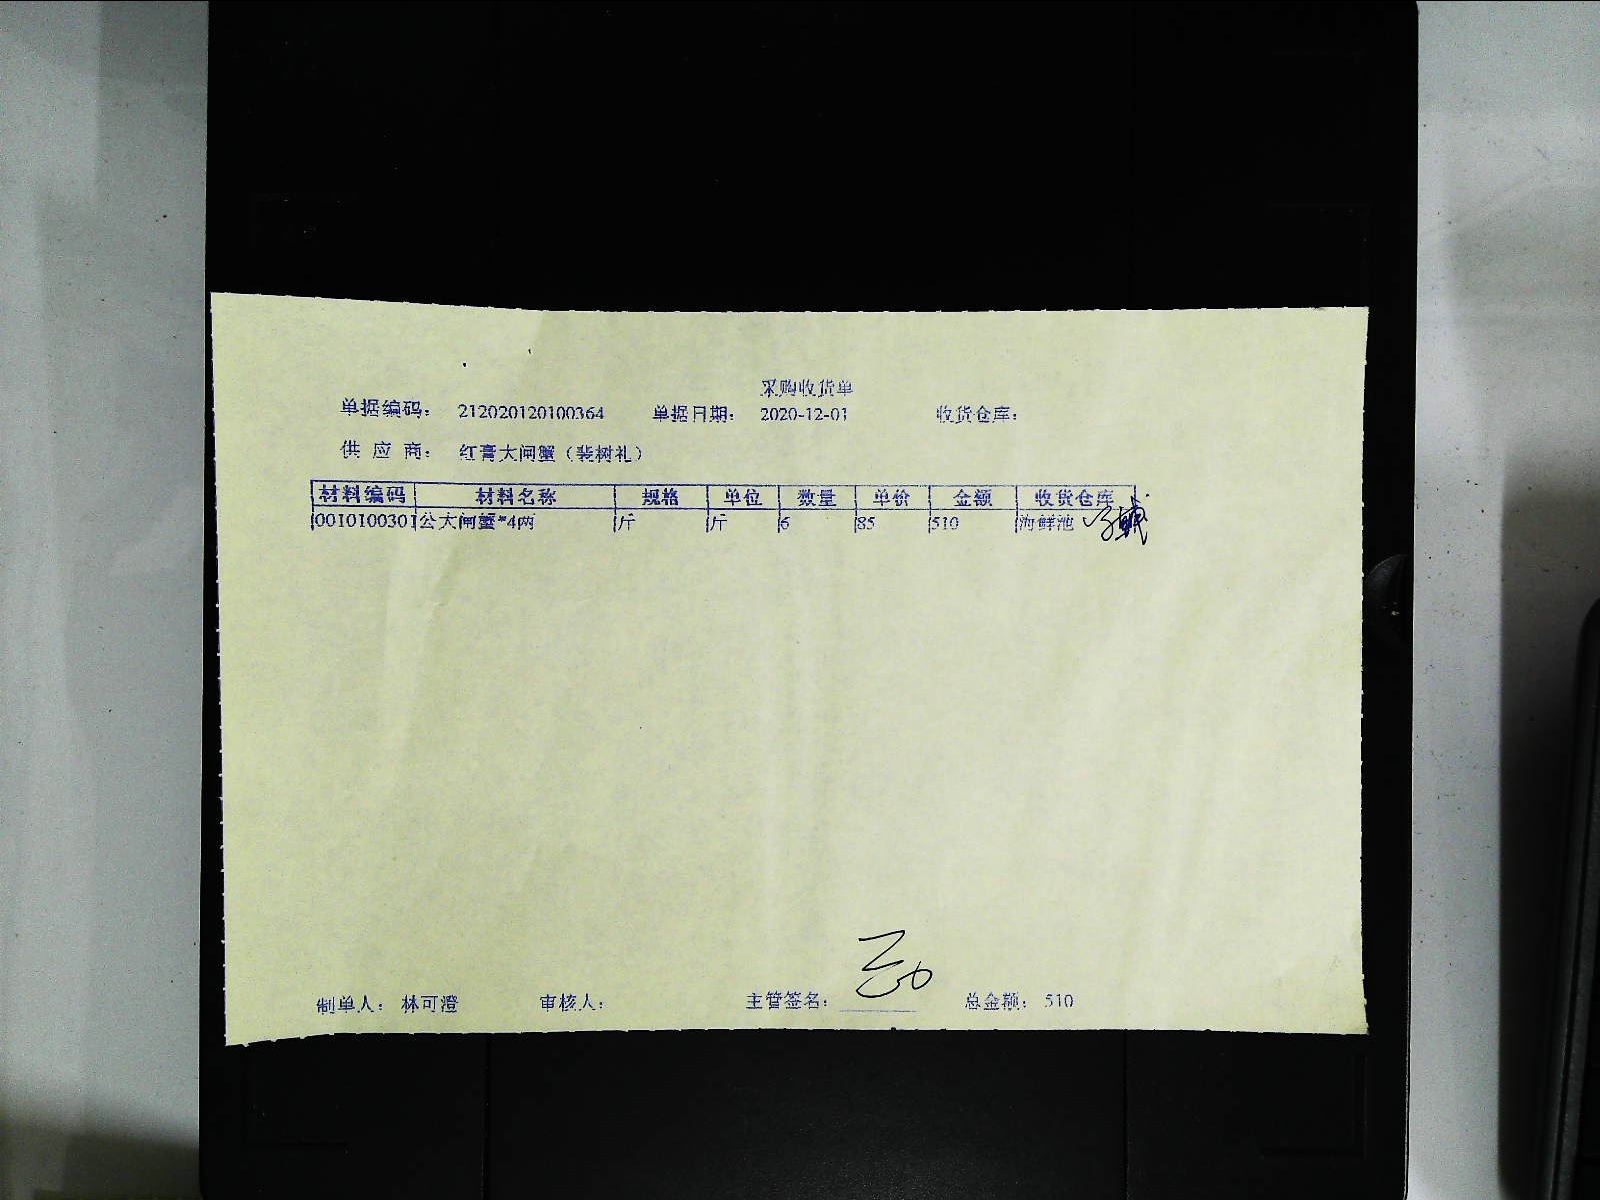 采购收货单
单据编码： 212020120100364 单据日期： 2020-12-01 收货仓库：
供 应 商： 红膏大闸蟹（裴树礼）
材料编码 材料名称 规格 单位 数量 单价 金额 收货仓库
0010100301 公大闸蟹*4两 斤 斤 6 85 510 海鲜池
制单人： 林可澄 审核人： 主管签名： 总金额： 510